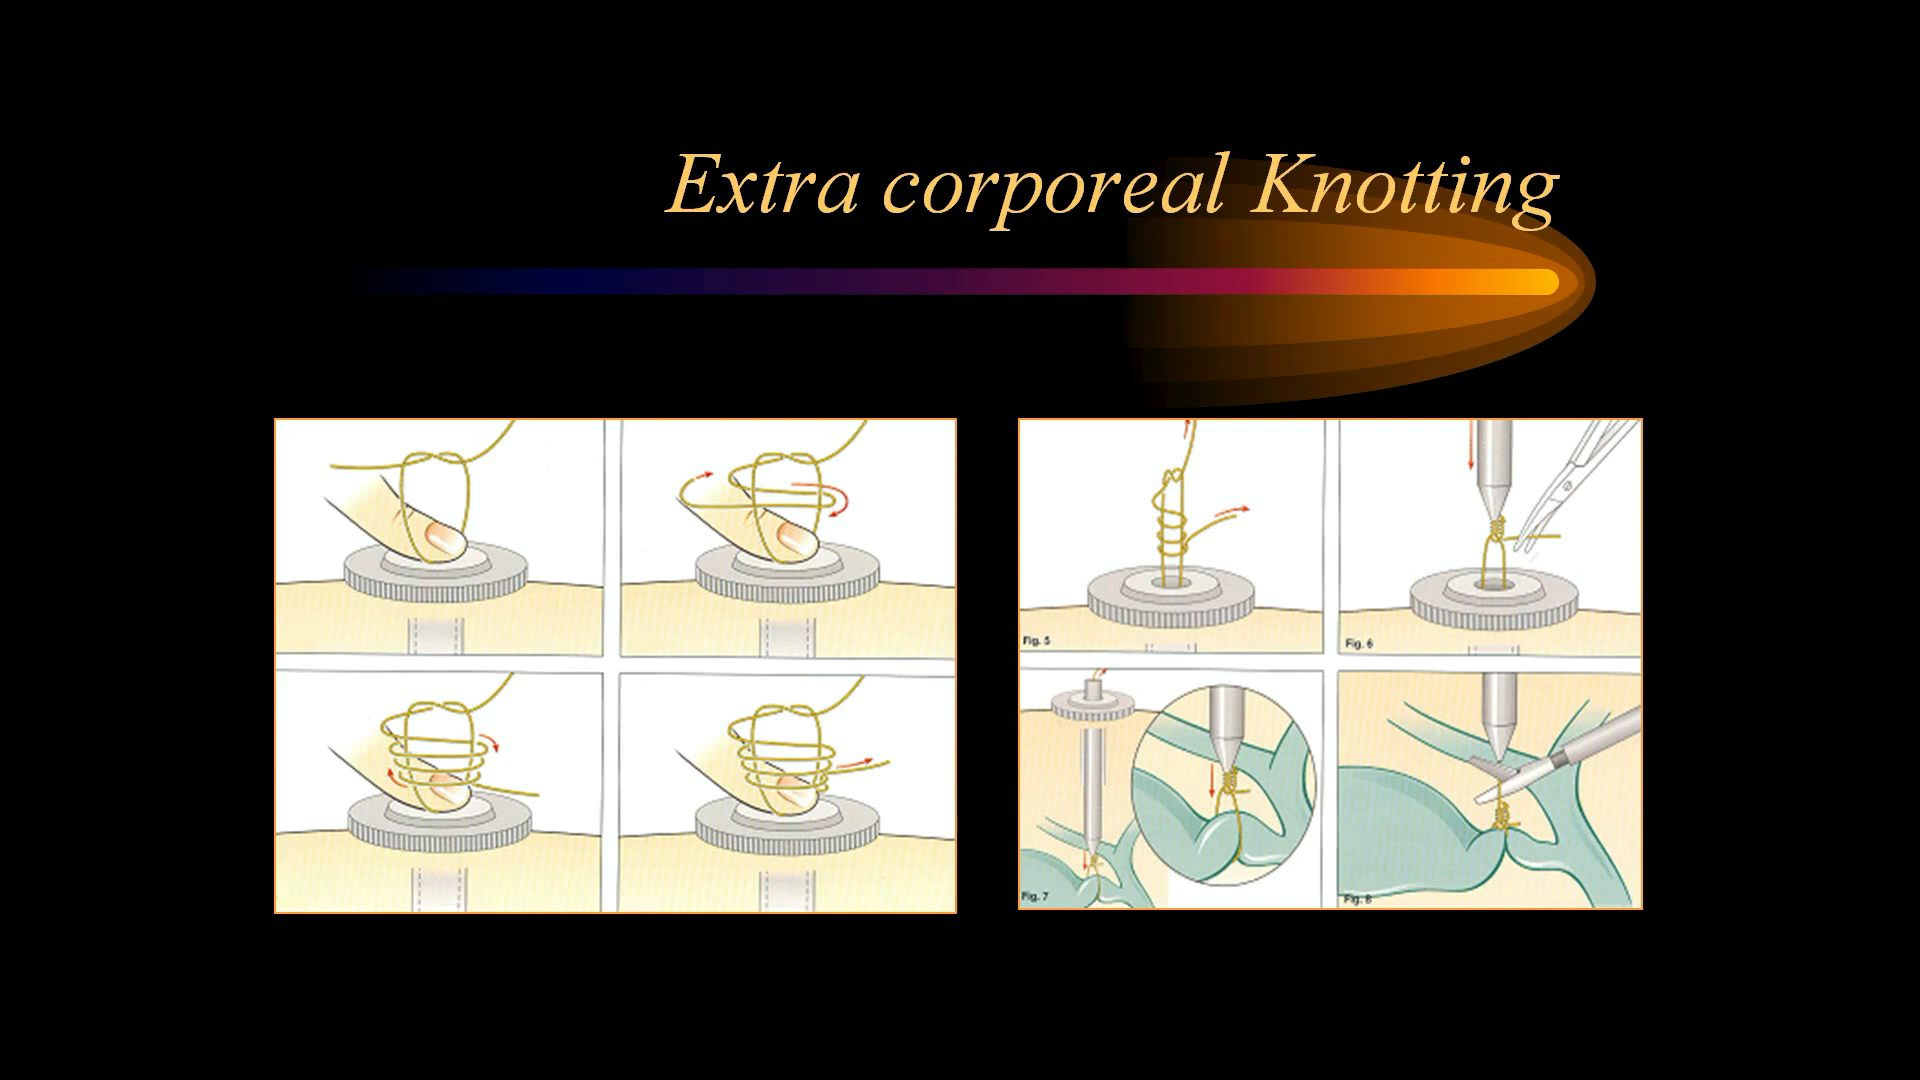 Extra corporeal Knotting
Fig. 5
Fig. 6
Fig. 7
Fig. 8